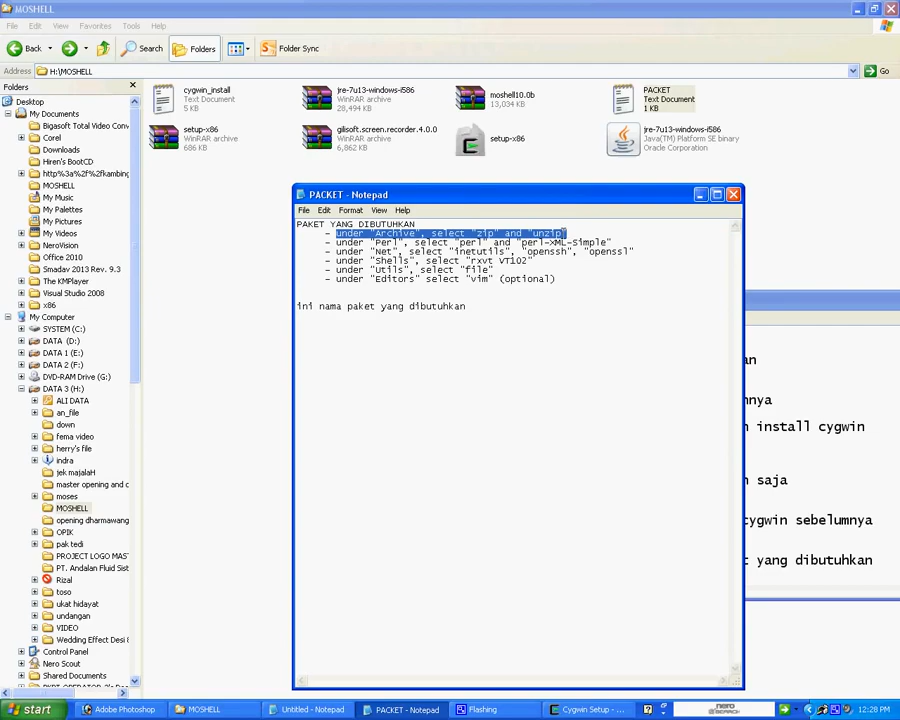 MOSHELL
File Edit View Favorites Tools Help
Back Search Folders Folder Sync
Address H:\MOSHELL Go
Folders
Desktop
My Documents
Bigasoft Total Video Conv
Corel
Downloads
Hiren's BootCD
http%3a%2f%2fkambing
MOSHELL
My Music
My Palettes
My Pictures
My Videos
NeroVision
Office 2010
Smadav 2013 Rev. 9.3
The KMPlayer
Visual Studio 2008
x86
My Computer
SYSTEM (C:)
DATA (D:)
DATA 1 (E:)
DATA 2 (F:)
DVD-RAM Drive (G:)
DATA 3 (H:)
ALI DATA
an_file
down
fema video
herry's file
indra
jek majalaH
master opening and c
moses
MOSHELL
opening dharmawang
OPIK
pak tedi
PROJECT LOGO MAST
PT. Andalan Fluid Sist
Rizal
toso
ukat hidayat
undangan
VIDEO
Wedding Effect Desi 8
Control Panel
Nero Scout
Shared Documents
cygwin_install
Text Document
5 KB
jre-7u13-windows-i586
WinRAR archive
28,494 KB
moshell10.0b
13,034 KB
PACKET
Text Document
1 KB
setup-x86
WinRAR archive
686 KB
gilisoft.screen.recorder.4.0.0
WinRAR archive
6,862 KB
setup-x86
jre-7u13-windows-i586
Java(TM) Platform SE binary
Oracle Corporation
PACKET - Notepad
File Edit Format View Help
PAKET YANG DIBUTUHKAN
- under "Archive", select "zip" and "unzip"
- under "Perl", select "perl" and "perl-XML-Simple"
- under "Net", select "inetutils", "openssh", "openssl"
- under "Shells", select "rxvt VT102"
- under "Utils", select "file"
- under "Editors" select "vim" (optional)
ini nama paket yang dibutuhkan
an
nnya
n install cygwin
n saja
cygwin sebelumnya
t yang dibutuhkan
start Adobe Photoshop MOSHELL Untitled - Notepad PACKET - Notepad Flashing Cygwin Setup - ... nero SEARCH 12:28 PM